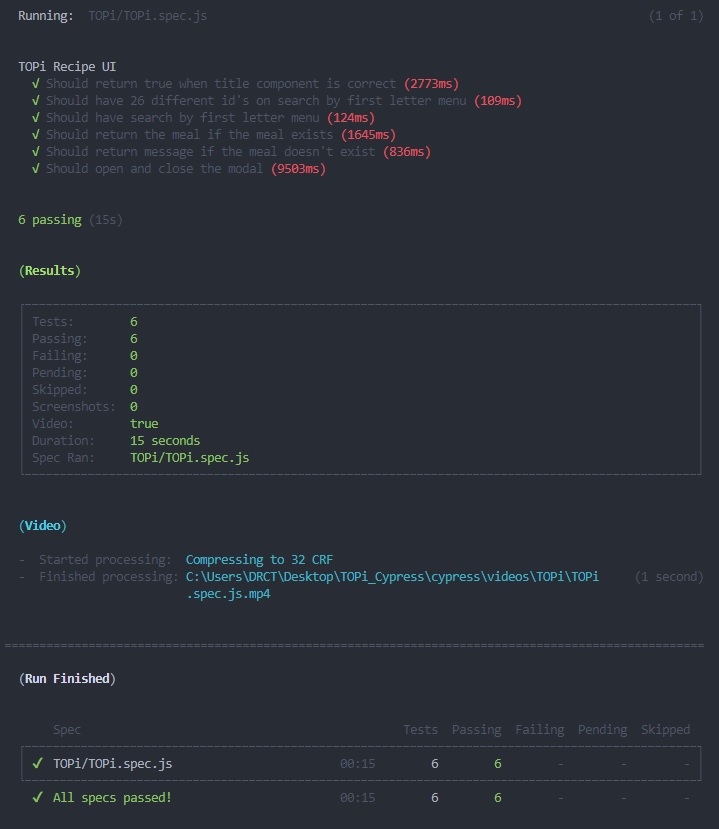 Running:  TOPi/TOPi.spec.js (1 of 1)
TOPi Recipe UI
√ Should return true when title component is correct (2773ms)
√ Should have 26 different id's on search by first letter menu (109ms)
√ Should have search by first letter menu (124ms)
√ Should return the meal if the meal exists (1645ms)
√ Should return message if the meal doesn't exist (836ms)
√ Should open and close the modal (9503ms)
6 passing (15s)
(Results)
Tests: 6
Passing: 6
Failing: 0
Pending: 0
Skipped: 0
Screenshots: 0
Video: true
Duration: 15 seconds
Spec Ran: TOPi/TOPi.spec.js
(Video)
- Started processing: Compressing to 32 CRF
- Finished processing: C:\Users\DRCT\Desktop\TOPi_Cypress\cypress\videos\TOPi\TOPi (1 second)
.spec.js.mp4
(Run Finished)
Spec Tests Passing Failing Pending Skipped
✔ TOPi/TOPi.spec.js 00:15 6 6 - - -
✔ All specs passed! 00:15 6 6 - - -